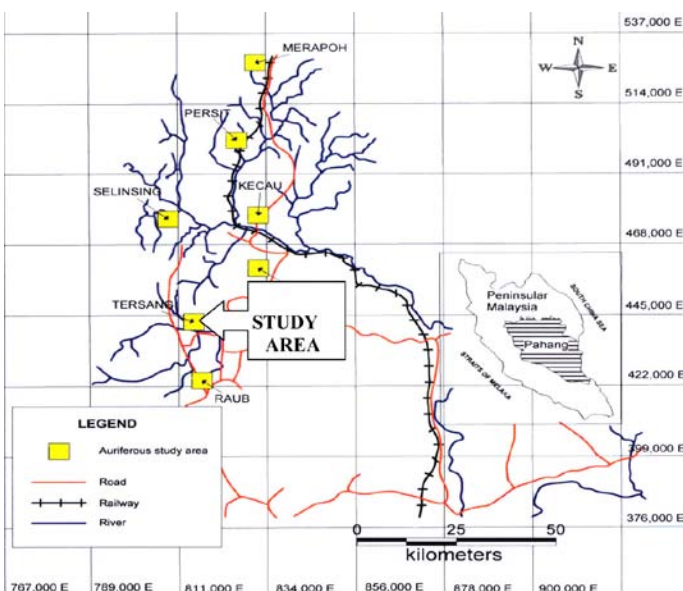 537,000 E
MERAPOH
N
W E
S
514,000 E
PERSIT
491,000 E
SELINSING
KECAU
468,000 E
SOUTH CHINA SEA
Peninsular
Malaysia
Pahang
STRAITS OF MELAKA
TERSANG
STUDY
AREA
445,000 E
RAUB
422,000 E
LEGEND
Auriferous study area
Road
Railway
River
399,000 E
376,000 E
0 25 50
kilometers
767,000 E 789,000 E 811,000 E 834,000 E 856,000 E 878,000 E 900,000 E